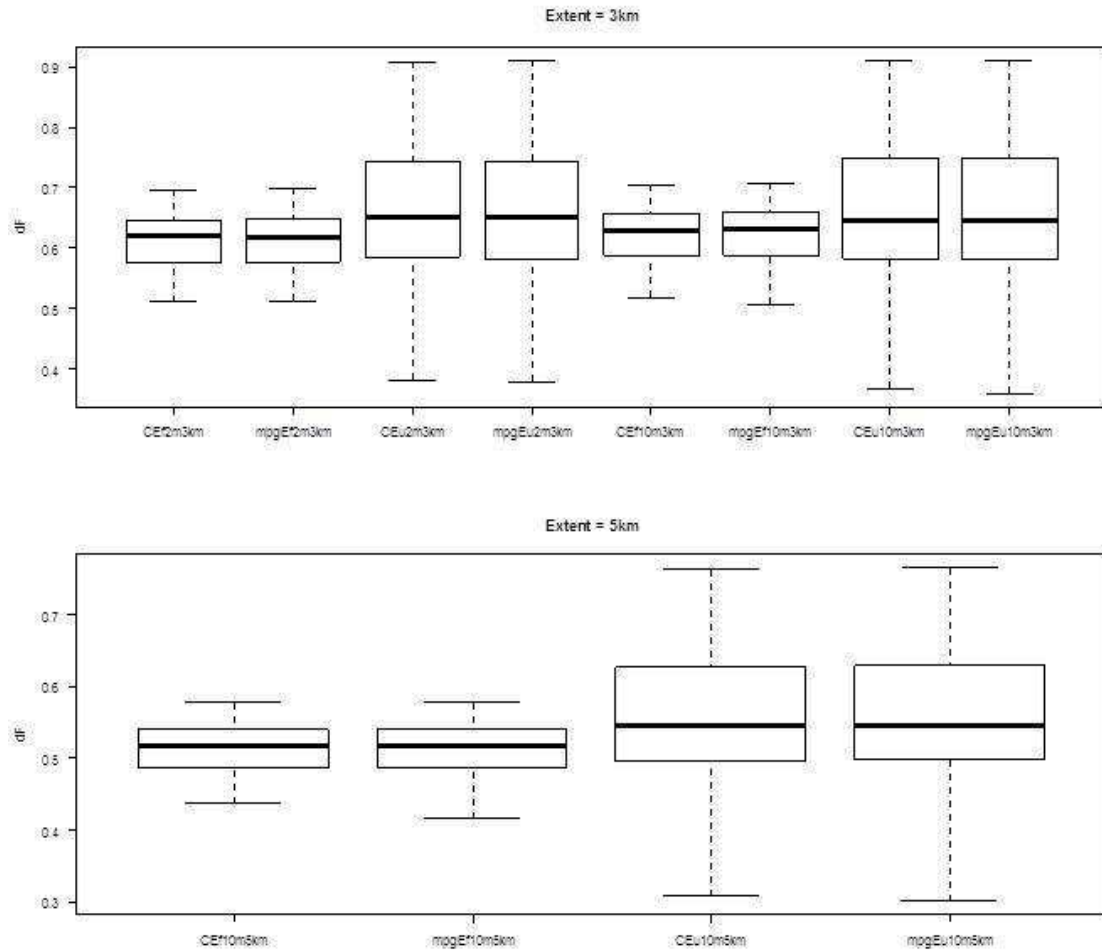 Extent = 3km
0.9
0.8
0.7
0.6
0.5
0.4
dF
CEf2m3km mpgEf2m3km CEu2m3km mpgEu2m3km CEf10m3km mpgEf10m3km CEu10m3km mpgEu10m3km
Extent = 5km
0.7
0.6
0.5
0.4
0.3
dF
CEf10m5km mpgEf10m5km CEu10m5km mpgEu10m5km